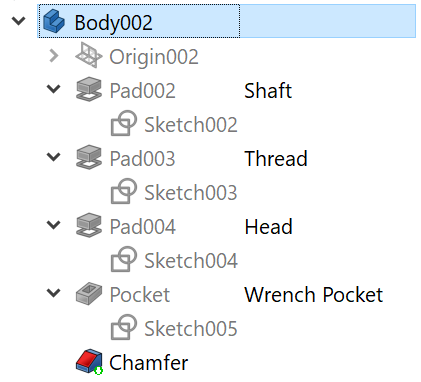 Body002
Origin002
Pad002 Shaft
Sketch002
Pad003 Thread
Sketch003
Pad004 Head
Sketch004
Pocket Wrench Pocket
Sketch005
Chamfer